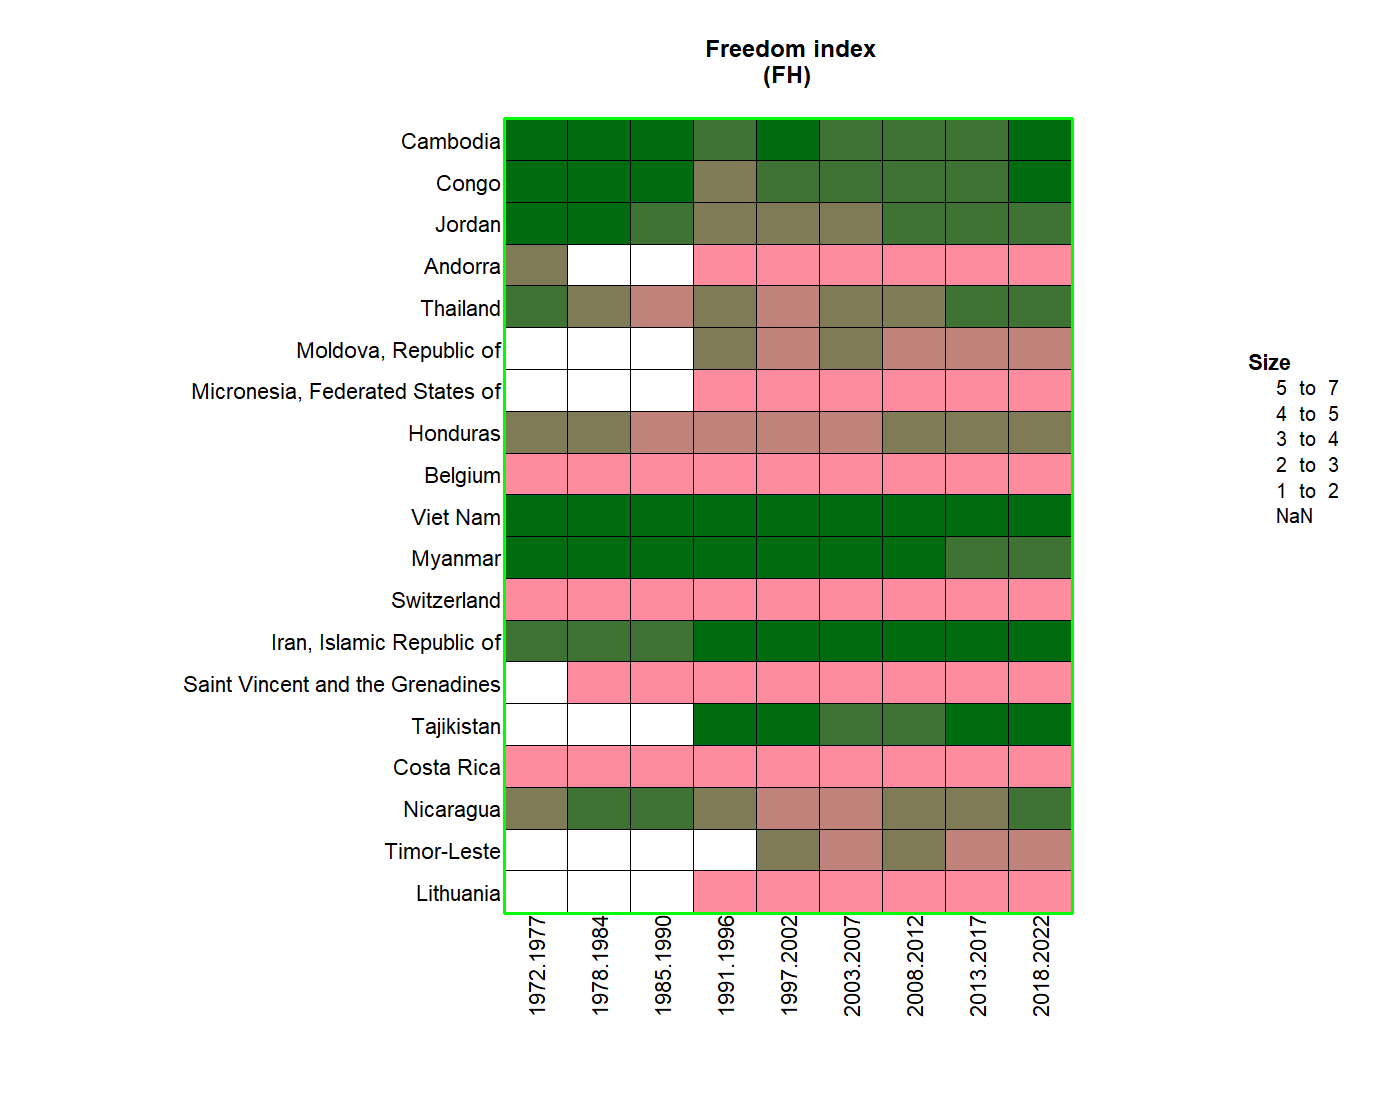 Freedom index
(FH)
Cambodia
Congo
Jordan
Andorra
Thailand
Moldova, Republic of
Micronesia, Federated States of
Honduras
Belgium
Viet Nam
Myanmar
Switzerland
Iran, Islamic Republic of
Saint Vincent and the Grenadines
Tajikistan
Costa Rica
Nicaragua
Timor-Leste
Lithuania
1972.1977
1978.1984
1985.1990
1991.1996
1997.2002
2003.2007
2008.2012
2013.2017
2018.2022
Size
5 to 7
4 to 5
3 to 4
2 to 3
1 to 2
NaN